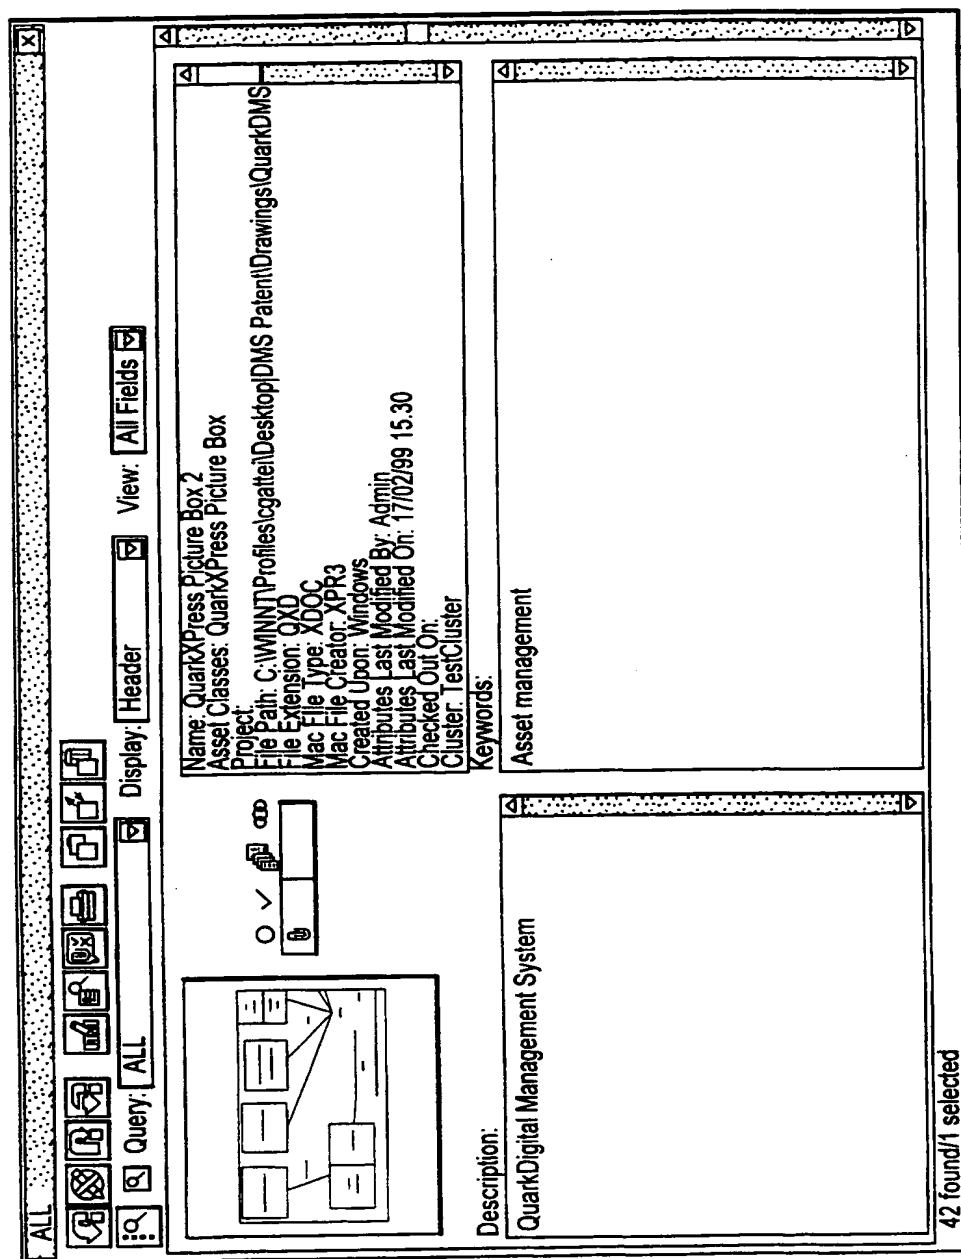 ALL
Query: ALL Display: Header View: All Fields
Name: QuarkXPress Picture Box 2
Asset Classes: QuarkXPress Picture Box
Project:
File Path: C:\WINNT\Profiles\cgattei\Desktop|DMS Patent\Drawings\QuarkDMS
File Extension: QXD
Mac File Type: XDOC
Mac File Creator: XPR3
Created Upon: Windows
Attributes Last Modified By: Admin
Attributes Last Modified On: 17/02/99 15.30
Checked Out On:
Cluster: TestCluster
Description:
QuarkDigital Management System
Keywords:
Asset management
42 found/1 selected